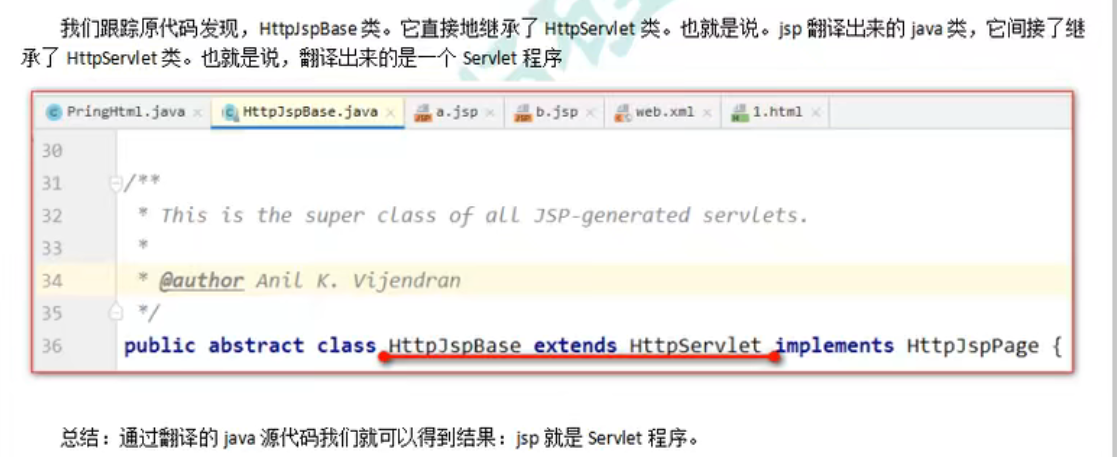 我们跟踪原代码发现，HttpJspBase 类。它直接地继承了 HttpServlet 类。也就是说。jsp 翻译出来的 java 类，它间接了继
承了 HttpServlet 类。也就是说，翻译出来的是一个 Servlet 程序
PringHtml.java HttpJspBase.java a.jsp b.jsp web.xml 1.html
30
31 /**
32 * This is the super class of all JSP-generated servlets.
33 *
34 * @author Anil K. Vijendran
35 */
36 public abstract class HttpJspBase extends HttpServlet implements HttpJspPage {
总结：通过翻译的 java 源代码我们就可以得到结果：jsp 就是 Servlet 程序。